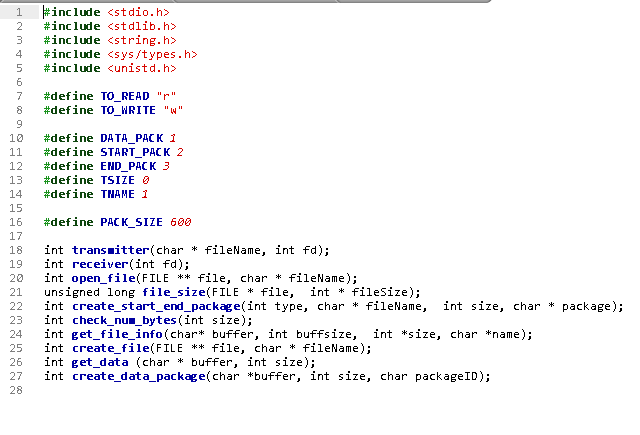 1 #include <stdio.h>
2 #include <stdlib.h>
3 #include <string.h>
4 #include <sys/types.h>
5 #include <unistd.h>
6
7 #define TO_READ "r"
8 #define TO_WRITE "w"
9
10 #define DATA_PACK 1
11 #define START_PACK 2
12 #define END_PACK 3
13 #define TSIZE 0
14 #define TNAME 1
15
16 #define PACK_SIZE 600
17
18 int transmitter(char * fileName, int fd);
19 int receiver(int fd);
20 int open_file(FILE ** file, char * fileName);
21 unsigned long file_size(FILE * file,  int * fileSize);
22 int create_start_end_package(int type, char * fileName,  int size, char * package);
23 int check_num_bytes(int size);
24 int get_file_info(char* buffer, int buffsize,  int *size, char *name);
25 int create_file(FILE ** file, char * fileName);
26 int get_data (char * buffer, int size);
27 int create_data_package(char *buffer, int size, char packageID);
28